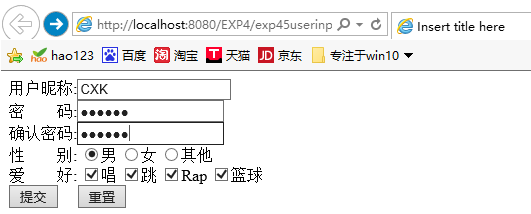 http://localhost:8080/EXP4/exp45userinp
Insert title here
hao123 百度 淘宝 天猫 JD 京东 专注于win10
用户昵称: CXK
密 码: ●●●●●●
确认密码: ●●●●●●
性 别: 男 女 其他
爱 好: 唱 跳 Rap 篮球
提交 重置